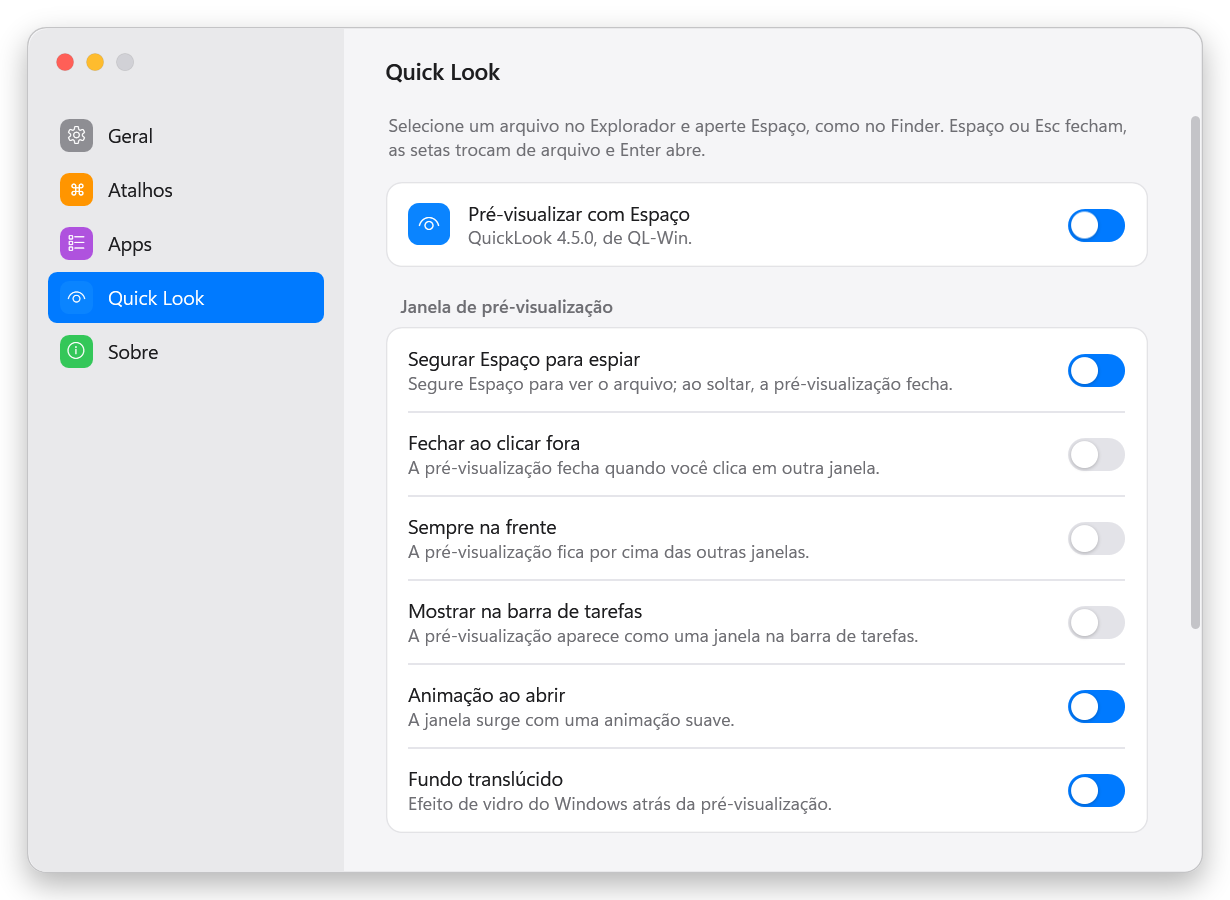 Quick Look
Selecione um arquivo no Explorador e aperte Espaço, como no Finder. Espaço ou Esc fecham,
as setas trocam de arquivo e Enter abre.
Geral
Atalhos
Apps
Quick Look
Sobre
Pré-visualizar com Espaço
QuickLook 4.5.0, de QL-Win.
Janela de pré-visualização
Segurar Espaço para espiar
Segure Espaço para ver o arquivo; ao soltar, a pré-visualização fecha.
Fechar ao clicar fora
A pré-visualização fecha quando você clica em outra janela.
Sempre na frente
A pré-visualização fica por cima das outras janelas.
Mostrar na barra de tarefas
A pré-visualização aparece como uma janela na barra de tarefas.
Animação ao abrir
A janela surge com uma animação suave.
Fundo translúcido
Efeito de vidro do Windows atrás da pré-visualização.